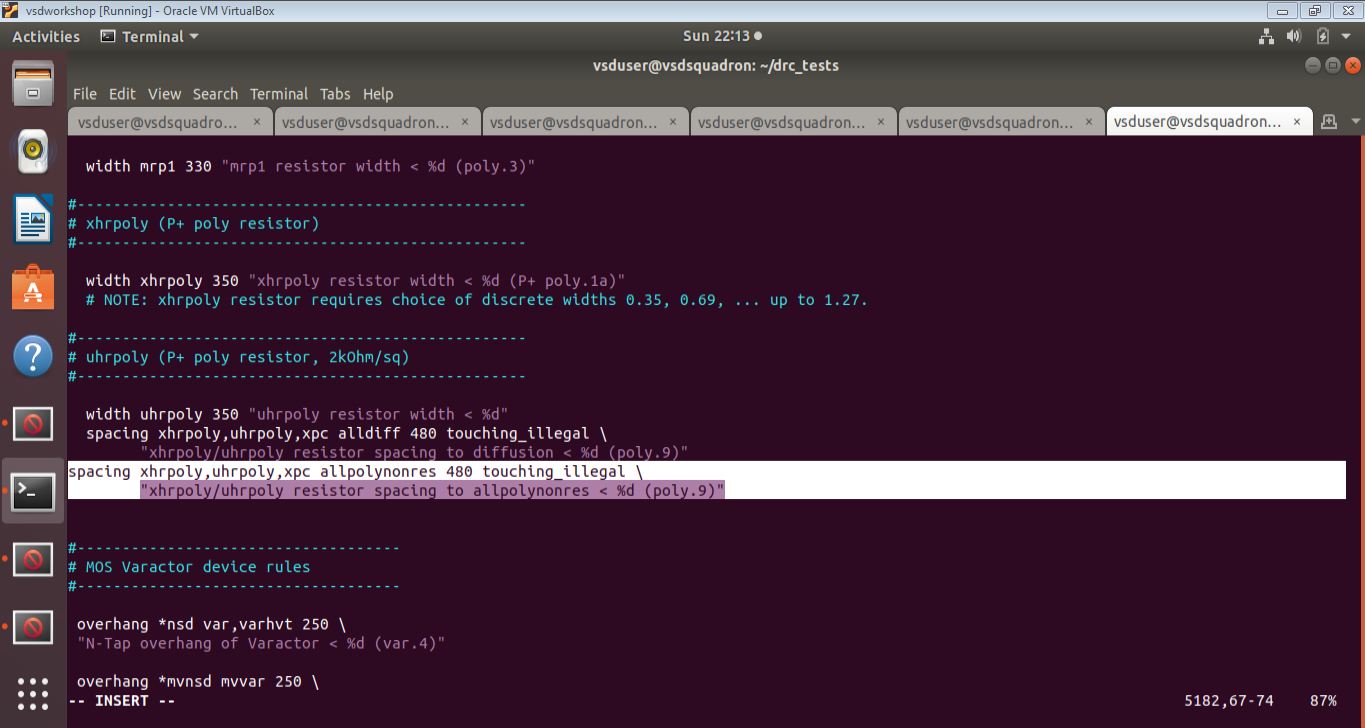 vsdworkshop [Running] - Oracle VM VirtualBox
Activities Terminal Sun 22:13
vsduser@vsdsquadron: ~/drc_tests
File Edit View Search Terminal Tabs Help
vsduser@vsdsquadro... × vsduser@vsdsquadron... × vsduser@vsdsquadron... × vsduser@vsdsquadron... × vsduser@vsdsquadron... × vsduser@vsdsquadron... ×
width mrp1 330 "mrp1 resistor width < %d (poly.3)"
#--------------------------------------------------
# xhrpoly (P+ poly resistor)
#--------------------------------------------------
width xhrpoly 350 "xhrpoly resistor width < %d (P+ poly.1a)"
# NOTE: xhrpoly resistor requires choice of discrete widths 0.35, 0.69, ... up to 1.27.
#--------------------------------------------------
# uhrpoly (P+ poly resistor, 2kOhm/sq)
#--------------------------------------------------
width uhrpoly 350 "uhrpoly resistor width < %d"
spacing xhrpoly,uhrpoly,xpc alldiff 480 touching_illegal \
"xhrpoly/uhrpoly resistor spacing to diffusion < %d (poly.9)"
spacing xhrpoly,uhrpoly,xpc allpolynonres 480 touching_illegal \
"xhrpoly/uhrpoly resistor spacing to allpolynonres < %d (poly.9)"
#------------------------------------
# MOS Varactor device rules
#------------------------------------
overhang *nsd var,varhvt 250 \
"N-Tap overhang of Varactor < %d (var.4)"
overhang *mvnsd mvvar 250 \
-- INSERT -- 5182,67-74 87%